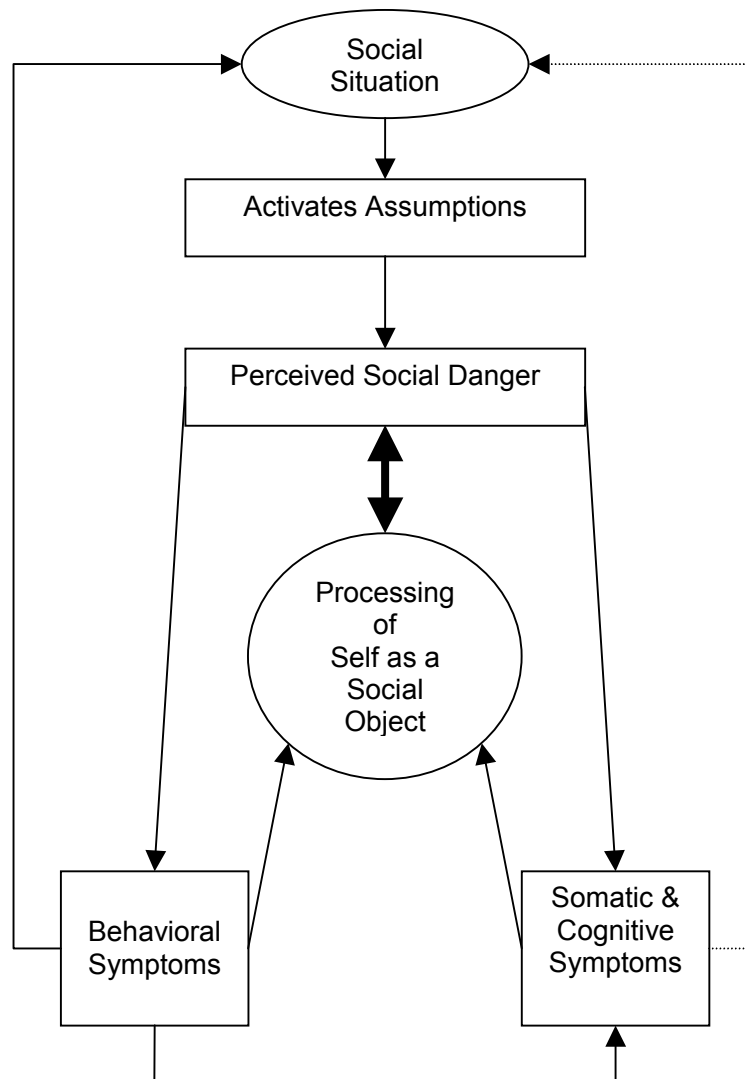 Social
Situation
Activates Assumptions
Perceived Social Danger
Processing
of
Self as a
Social
Object
Behavioral
Symptoms
Somatic &
Cognitive
Symptoms